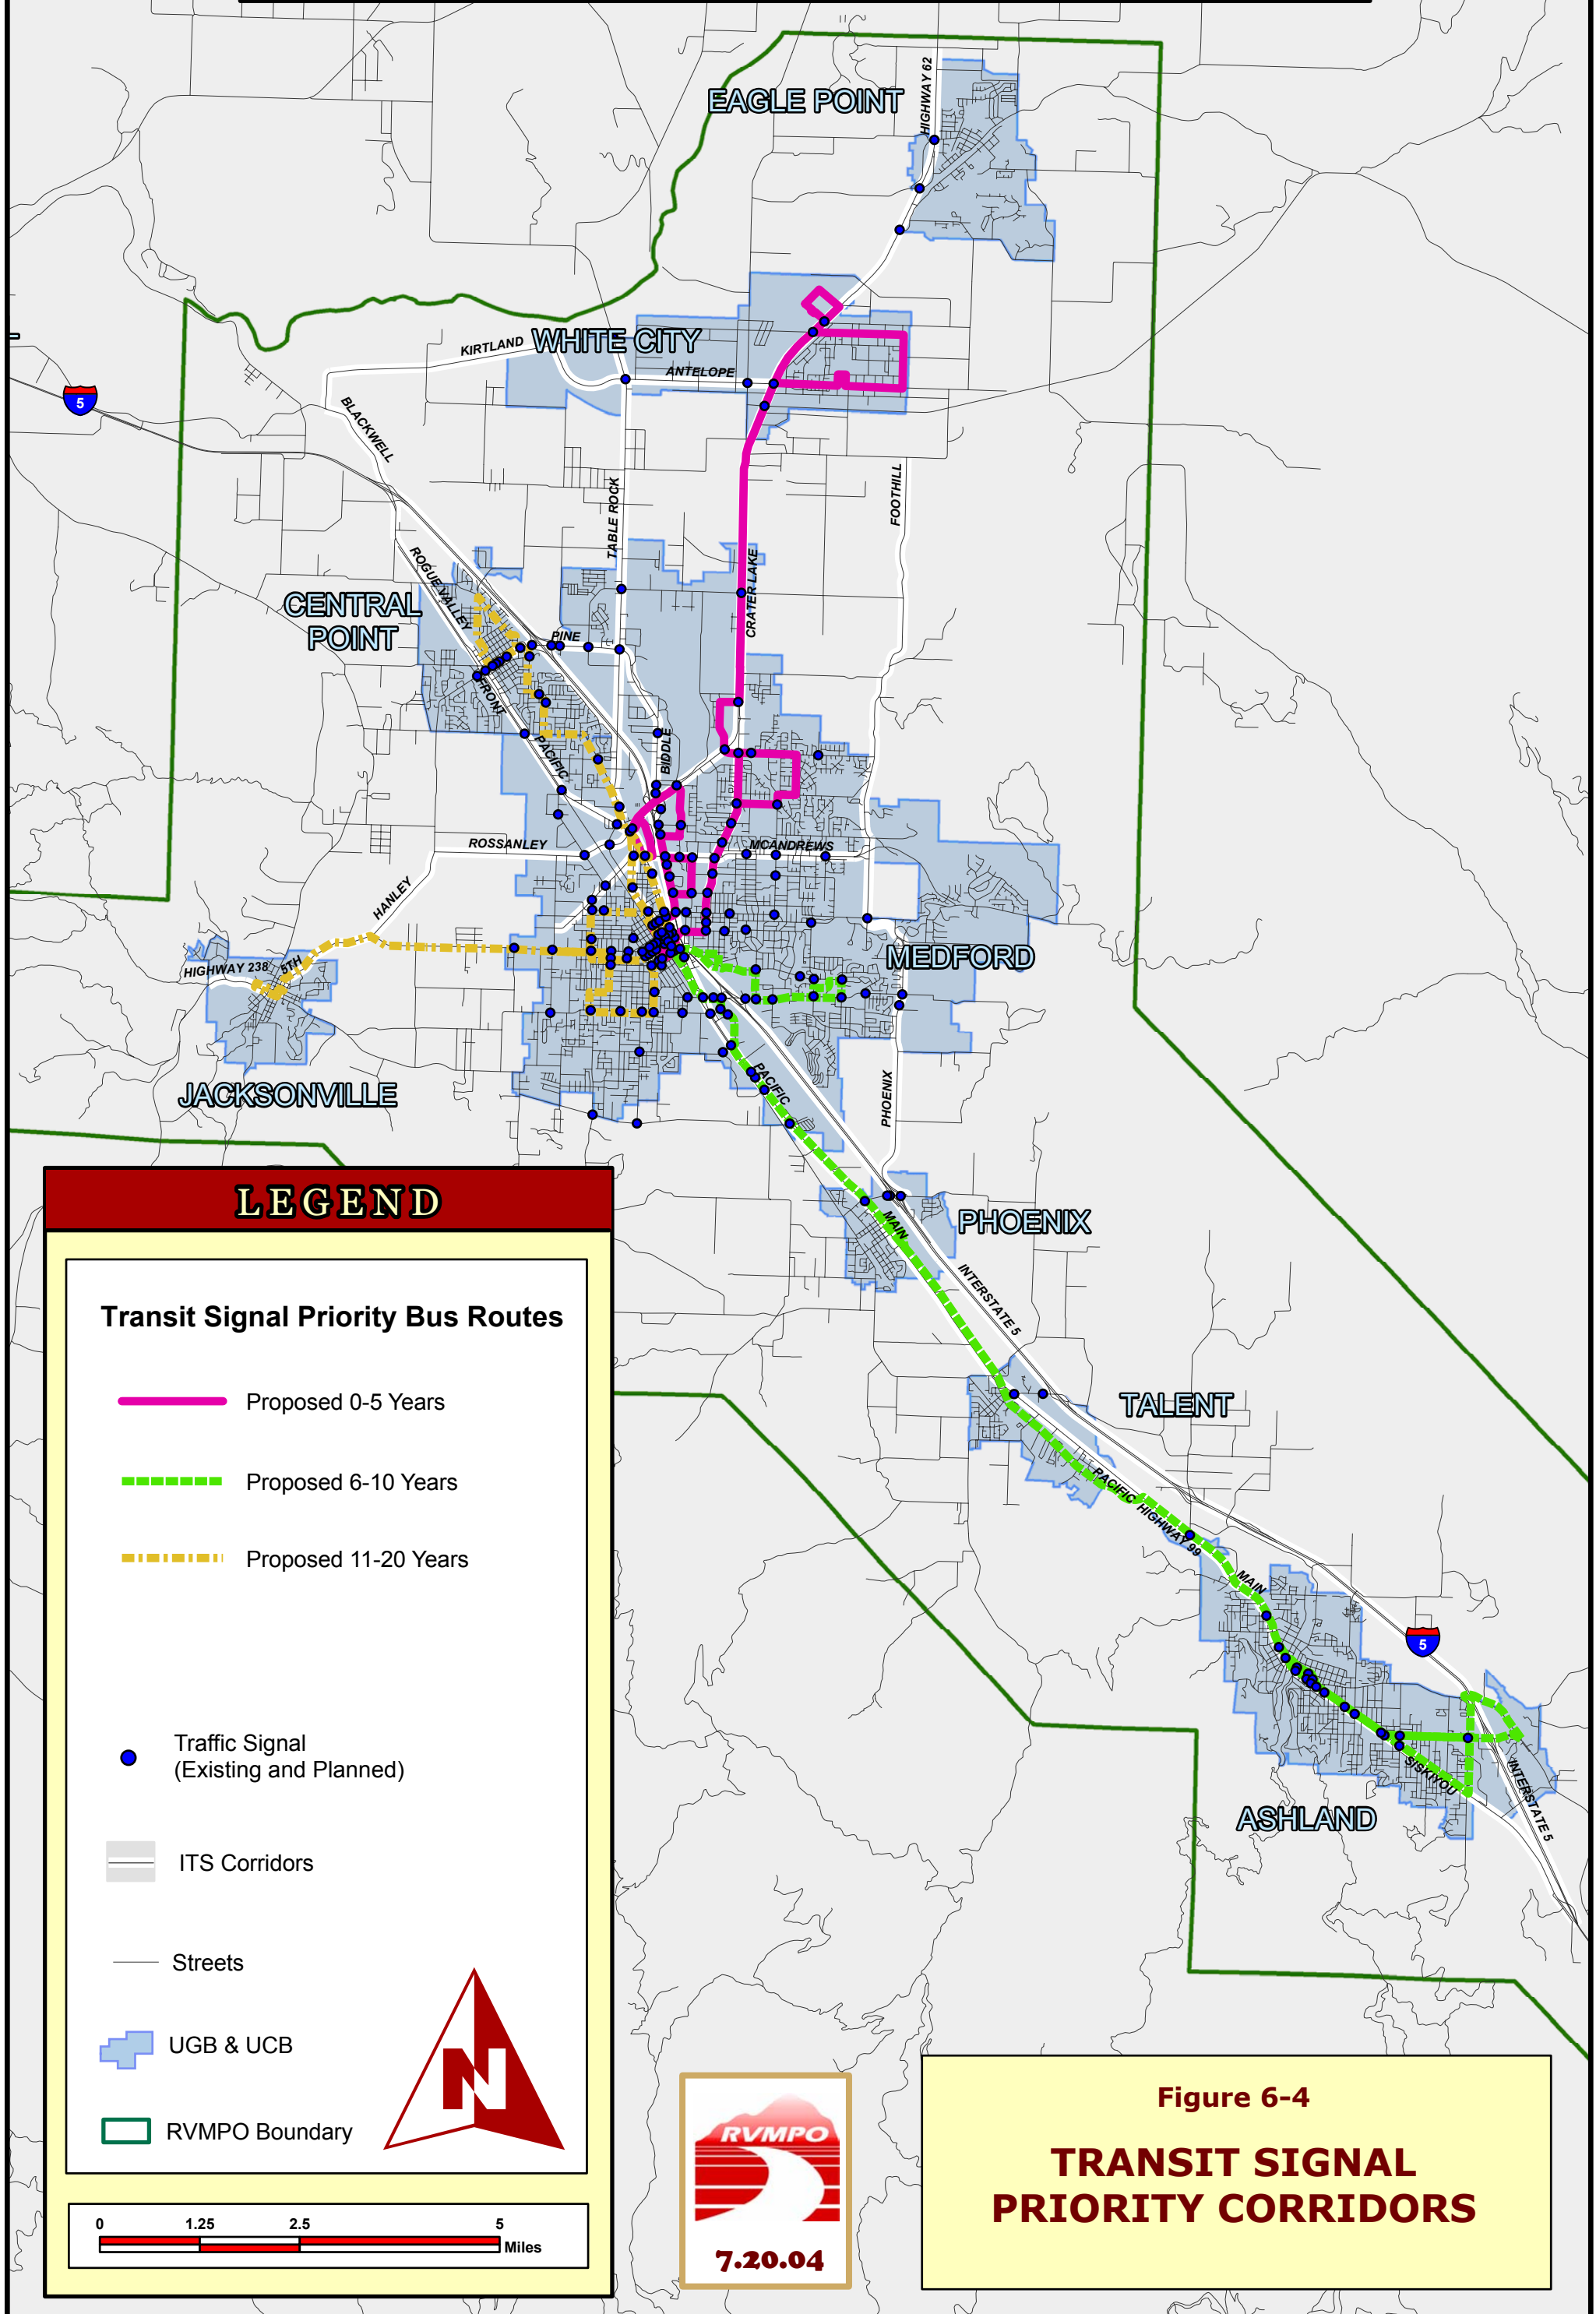 EAGLE POINT
HIGHWAY 62
WHITE CITY
KIRTLAND
ANTELOPE
5
BLACKWELL
TABLE ROCK
FOOTHILL
CRATER LAKE
ROGUE VALLEY
CENTRAL
POINT
PINE
FRONT
PACIFIC
BIDDLE
ROSSANLEY
MCANDREWS
HANLEY
MEDFORD
HIGHWAY 238
5TH
JACKSONVILLE
PACIFIC
PHOENIX
PHOENIX
MAIN
INTERSTATE 5
TALENT
PACIFIC HIGHWAY 99
MAIN
5
SISKIYOU
INTERSTATE 5
ASHLAND
LEGEND
Transit Signal Priority Bus Routes
Proposed 0-5 Years
Proposed 6-10 Years
Proposed 11-20 Years
Traffic Signal
(Existing and Planned)
ITS Corridors
Streets
UGB & UCB
RVMPO Boundary
N
0 1.25 2.5 5
Miles
RVMPO
7.20.04
Figure 6-4
TRANSIT SIGNAL
PRIORITY CORRIDORS